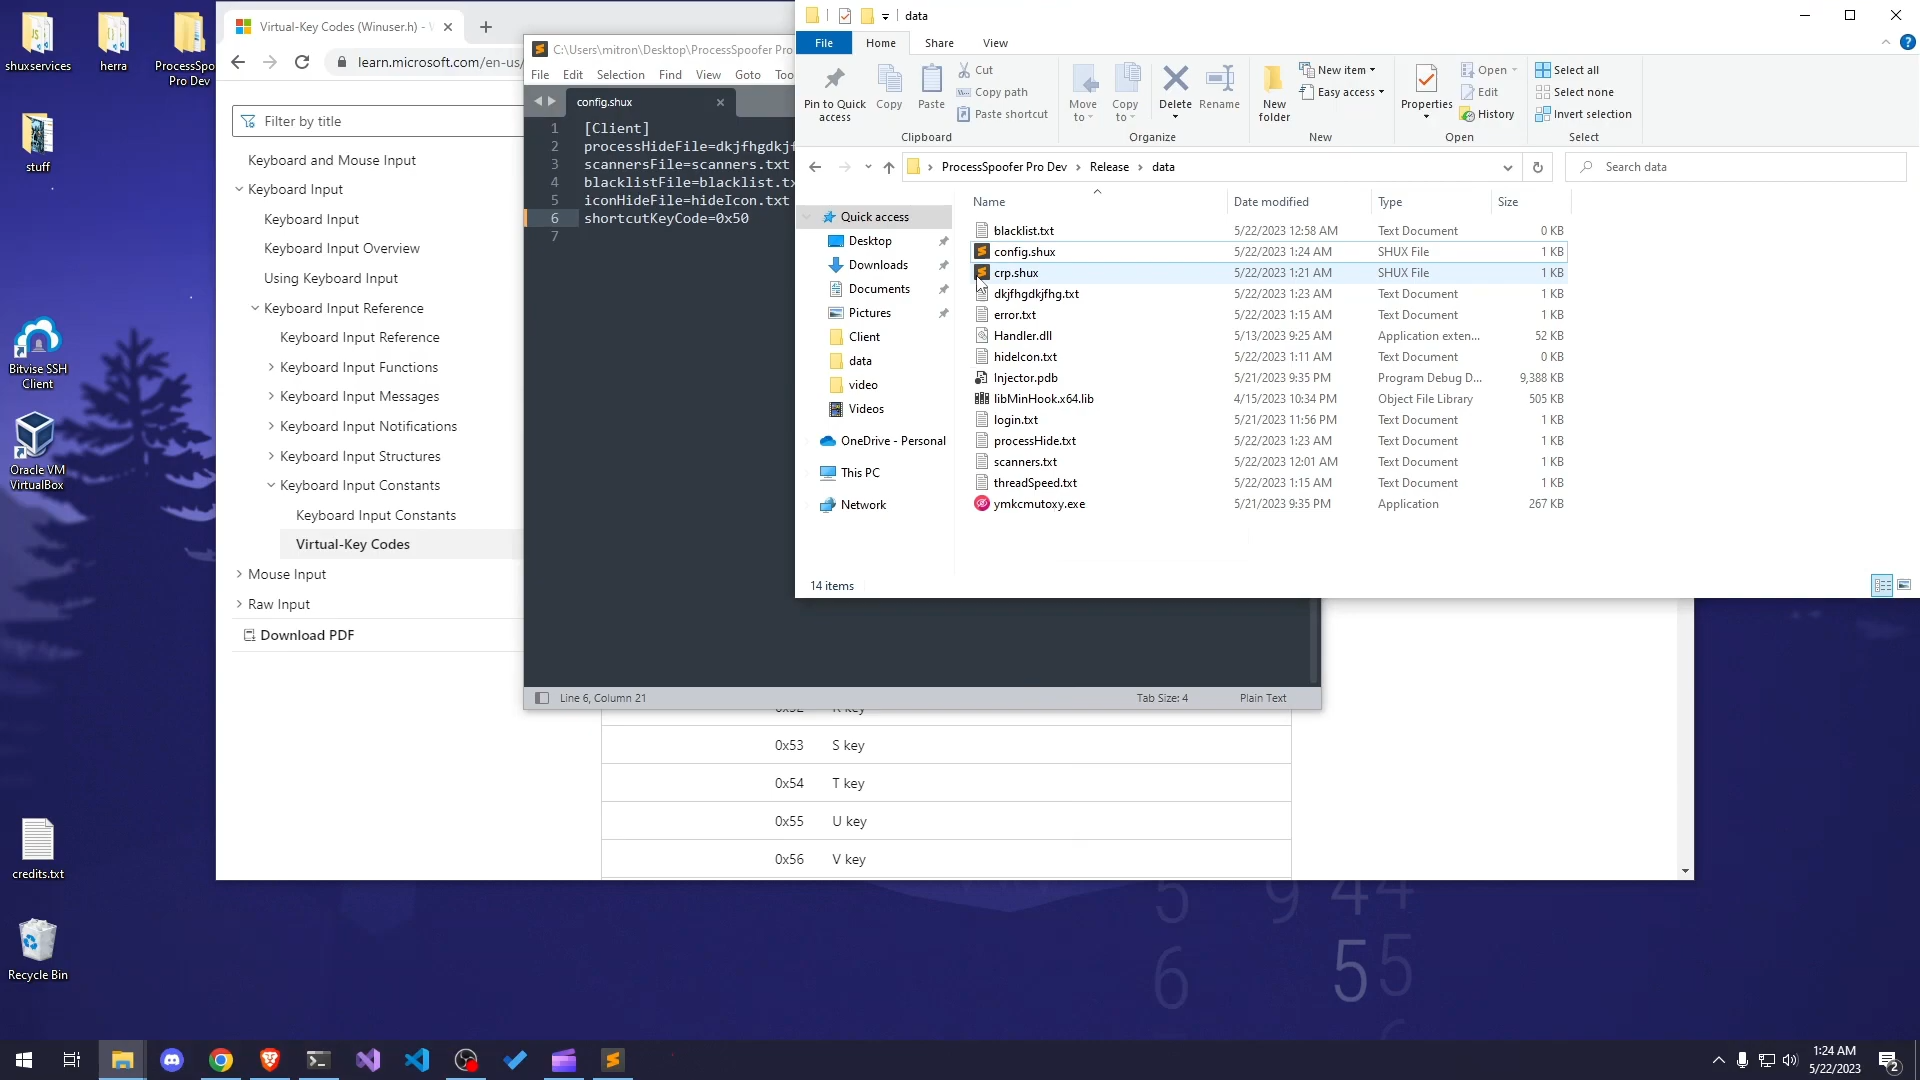 shuxservices
herra
ProcessSpo
Pro Dev
stuff
Bitvise SSH
Client
Oracle VM
VirtualBox
credits.txt
Recycle Bin
Virtual-Key Codes (Winuser.h) -
learn.microsoft.com/en-us/
Filter by title
Keyboard and Mouse Input
Keyboard Input
Keyboard Input
Keyboard Input Overview
Using Keyboard Input
Keyboard Input Reference
Keyboard Input Reference
Keyboard Input Functions
Keyboard Input Messages
Keyboard Input Notifications
Keyboard Input Structures
Keyboard Input Constants
Keyboard Input Constants
Virtual-Key Codes
Mouse Input
Raw Input
Download PDF
0x53 S key
0x54 T key
0x55 U key
0x56 V key
C:\Users\mitron\Desktop\ProcessSpoofer Pro
File Edit Selection Find View Goto Too
config.shux
1 [Client]
2 processHideFile=dkjfhgdkjf
3 scannersFile=scanners.txt
4 blacklistFile=blacklist.tx
5 iconHideFile=hideIcon.txt
6 shortcutKeyCode=0x50
7
Line 6, Column 21 Tab Size: 4 Plain Text
data
File Home Share View
Pin to Quick
access
Copy
Paste
Cut
Copy path
Paste shortcut
Clipboard
Move
to
Copy
to
Delete
Rename
Organize
New
folder
New item
Easy access
New
Properties
Open
Edit
History
Open
Select all
Select none
Invert selection
Select
ProcessSpoofer Pro Dev Release data
Search data
Quick access
Desktop
Downloads
Documents
Pictures
Client
data
video
Videos
OneDrive - Personal
This PC
Network
Name Date modified Type Size
blacklist.txt 5/22/2023 12:58 AM Text Document 0 KB
config.shux 5/22/2023 1:24 AM SHUX File 1 KB
crp.shux 5/22/2023 1:21 AM SHUX File 1 KB
dkjfhgdkjfhg.txt 5/22/2023 1:23 AM Text Document 1 KB
error.txt 5/22/2023 1:15 AM Text Document 1 KB
Handler.dll 5/13/2023 9:25 AM Application exten... 52 KB
hideIcon.txt 5/22/2023 1:11 AM Text Document 0 KB
Injector.pdb 5/21/2023 9:35 PM Program Debug D... 9,388 KB
libMinHook.x64.lib 4/15/2023 10:34 PM Object File Library 505 KB
login.txt 5/21/2023 11:56 PM Text Document 1 KB
processHide.txt 5/22/2023 1:23 AM Text Document 1 KB
scanners.txt 5/22/2023 12:01 AM Text Document 1 KB
threadSpeed.txt 5/22/2023 1:15 AM Text Document 1 KB
ymkcmutoxy.exe 5/21/2023 9:35 PM Application 267 KB
14 items
5 9 4 4
6 5 5
1:24 AM
5/22/2023
2